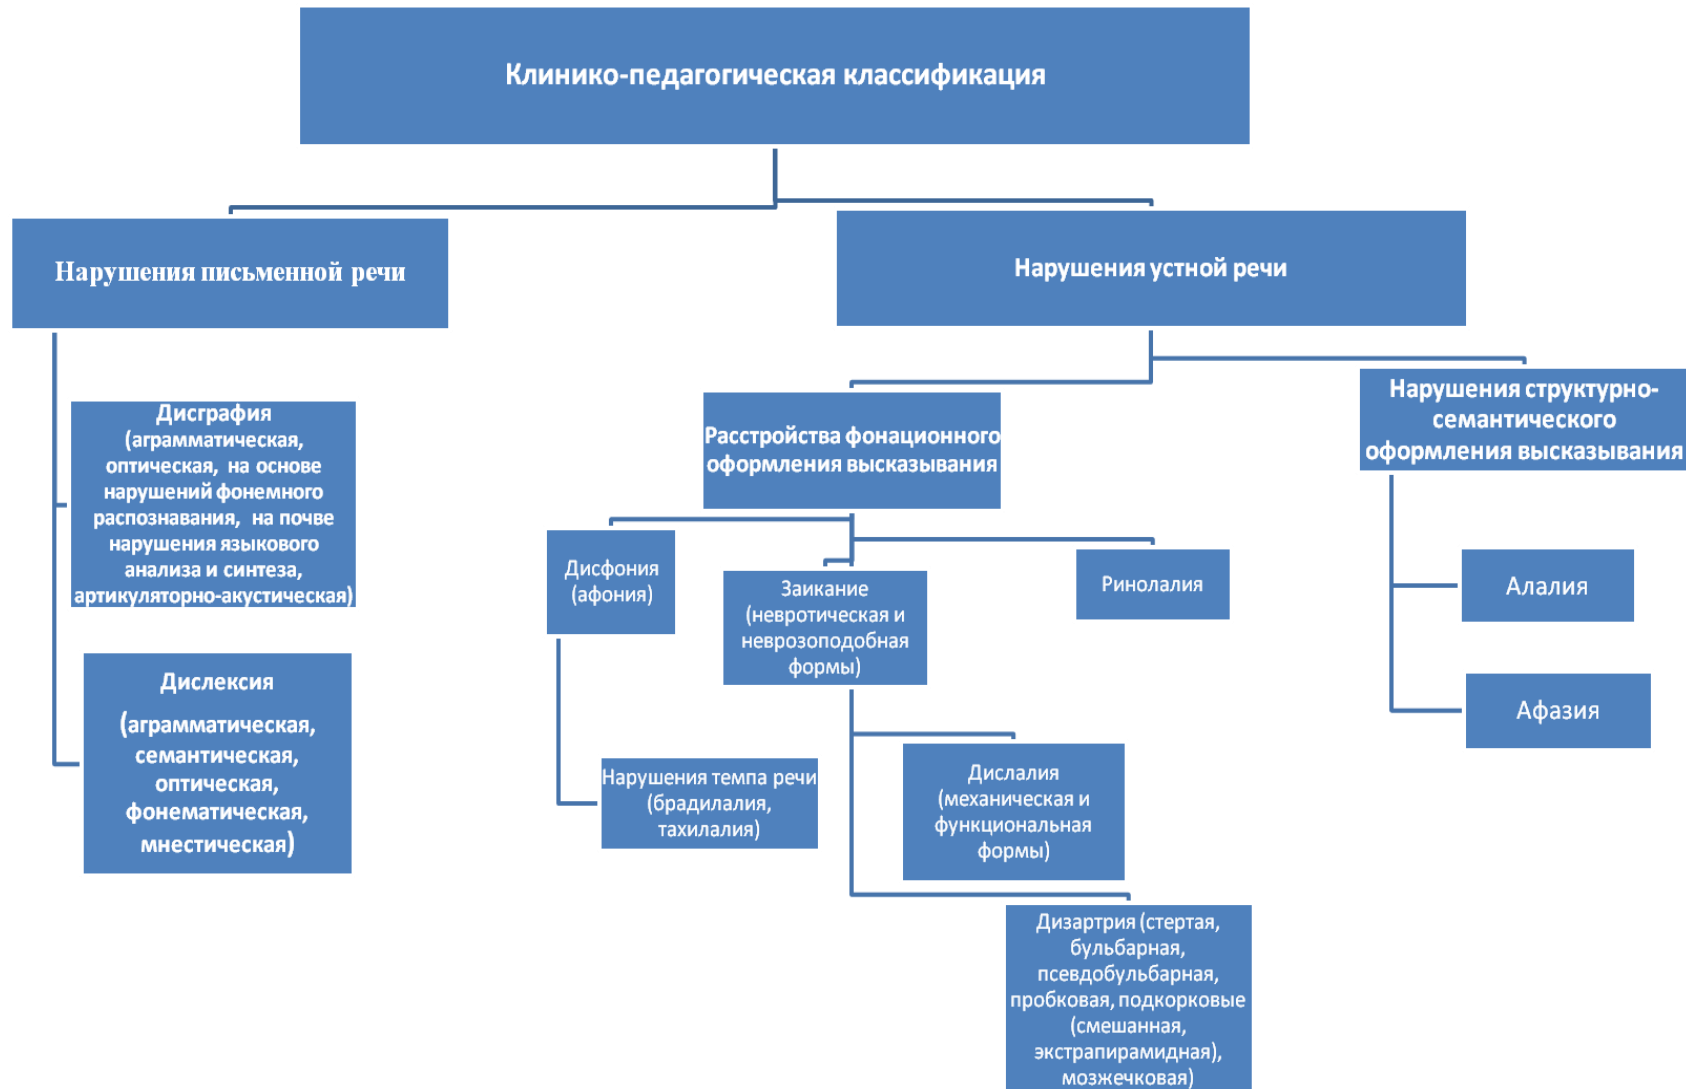 Клинико-педагогическая классификация
Нарушения письменной речи
Нарушения устной речи
Дисграфия
(аграмматическая,
оптическая, на основе
нарушений фонемного
распознавания, на почве
нарушения языкового
анализа и синтеза,
артикуляторно-акустическая)
Дислексия
(аграмматическая,
семантическая,
оптическая,
фонематическая,
мнестическая)
Расстройства фонационного
оформления высказывания
Нарушения структурно-
семантического
оформления высказывания
Дисфония
(афония)
Заикание
(невротическая и
неврозоподобная
формы)
Ринолалия
Алалия
Афазия
Нарушения темпа речи
(брадилалия,
тахилалия)
Дислалия
(механическая и
функциональная
формы)
Дизартрия (стертая,
бульбарная,
псевдобульбарная,
пробковая, подкорковые
(смешанная,
экстрапирамидная),
мозжечковая)